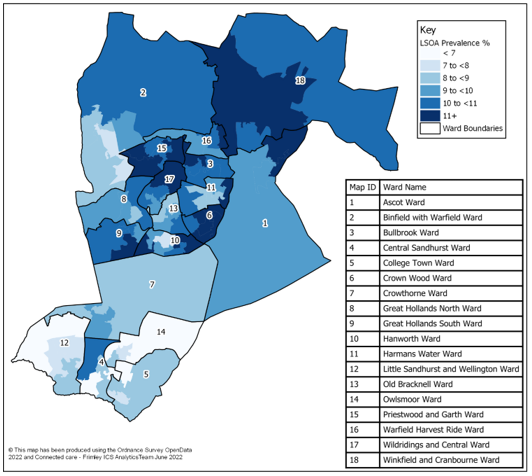 Key
LSOA Prevalence %
< 7
7 to <8
8 to <9
9 to <10
10 to <11
11+
Ward Boundaries
18
2
16
15
3
17
11
8
13
6
1
9
10
7
14
12
4
5
Map ID Ward Name
1 Ascot Ward
2 Binfield with Warfield Ward
3 Bullbrook Ward
4 Central Sandhurst Ward
5 College Town Ward
6 Crown Wood Ward
7 Crowthorne Ward
8 Great Hollands North Ward
9 Great Hollands South Ward
10 Hanworth Ward
11 Harmans Water Ward
12 Little Sandhurst and Wellington Ward
13 Old Bracknell Ward
14 Owlsmoor Ward
15 Priestwood and Garth Ward
16 Warfield Harvest Ride Ward
17 Wildridings and Central Ward
18 Winkfield and Cranbourne Ward
© This map has been produced using the Ordnance Survey OpenData
2022 and Connected care - Frimley ICS AnalyticsTeam June 2022